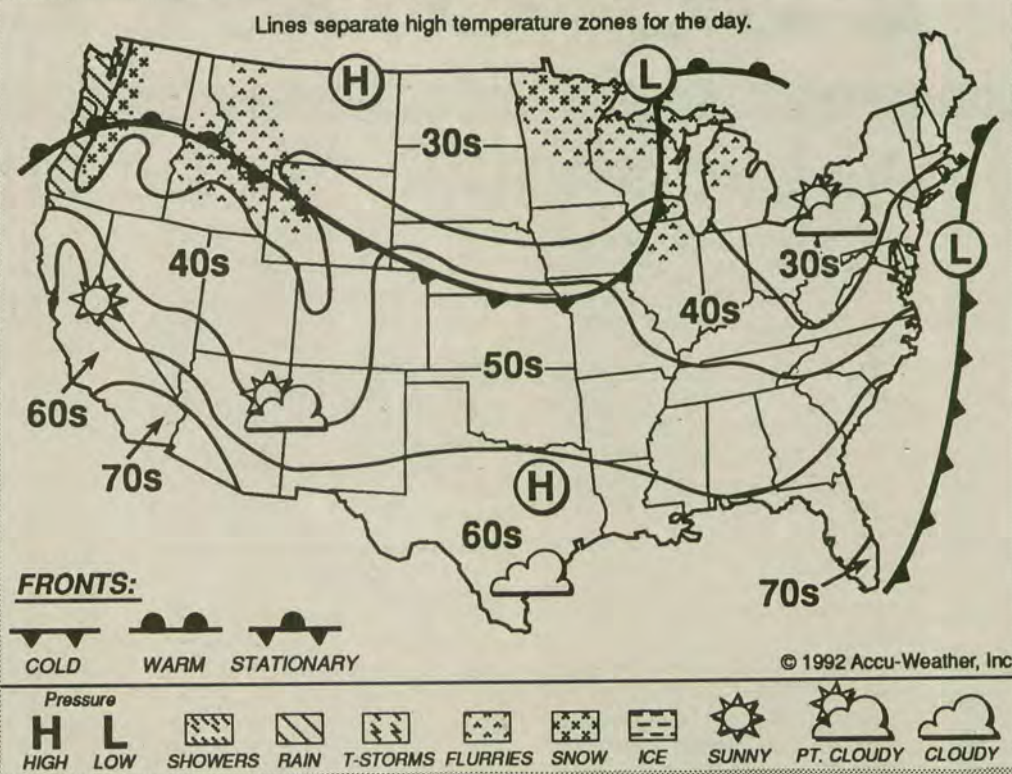 Lines separate high temperature zones for the day.
H
L
30s
40s
30s
L
40s
50s
60s
70s
H
60s
70s
FRONTS:
COLD WARM STATIONARY
© 1992 Accu-Weather, Inc
Pressure
H L
HIGH LOW SHOWERS RAIN T-STORMS FLURRIES SNOW ICE SUNNY PT. CLOUDY CLOUDY